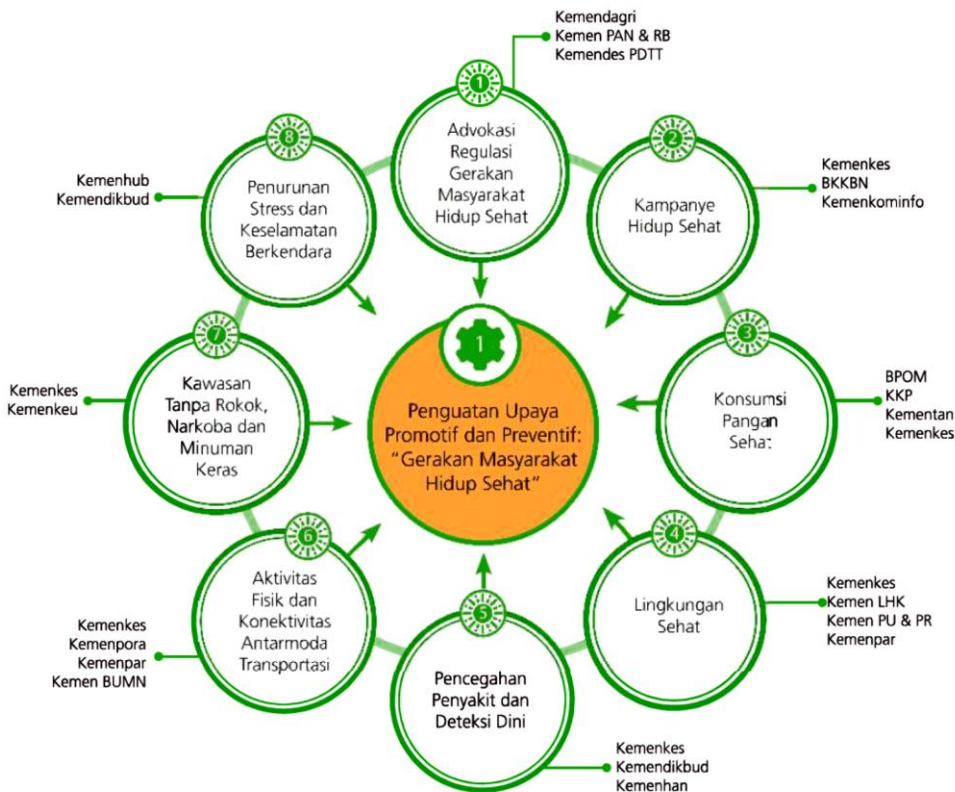 Kemendagri
Kemen PAN & RB
Kemendes PDTT
1
Advokasi
Regulasi
Gerakan
Masyarakat
Hidup Sehat
2
Kampanye
Hidup Sehat
Kemenkes
BKKBN
Kemenkominfo
3
Konsumsi
Pangan
Sehat
BPOM
KKP
Kementan
Kemenkes
4
Lingkungan
Sehat
Kemenkes
Kemen LHK
Kemen PU & PR
Kemenpar
5
Pencegahan
Penyakit dan
Deteksi Dini
Kemenkes
Kemendikbud
Kemenhan
6
Aktivitas
Fisik dan
Konektivitas
Antarmoda
Transportasi
Kemenkes
Kemenpora
Kemenpar
Kemen BUMN
7
Kawasan
Tanpa Rokok,
Narkoba dan
Minuman
Keras
Kemenkes
Kemenkeu
8
Penurunan
Stress dan
Keselamatan
Berkendara
Kemenhub
Kemendikbud
1
Penguatan Upaya
Promotif dan Preventif:
“Gerakan Masyarakat
Hidup Sehat“